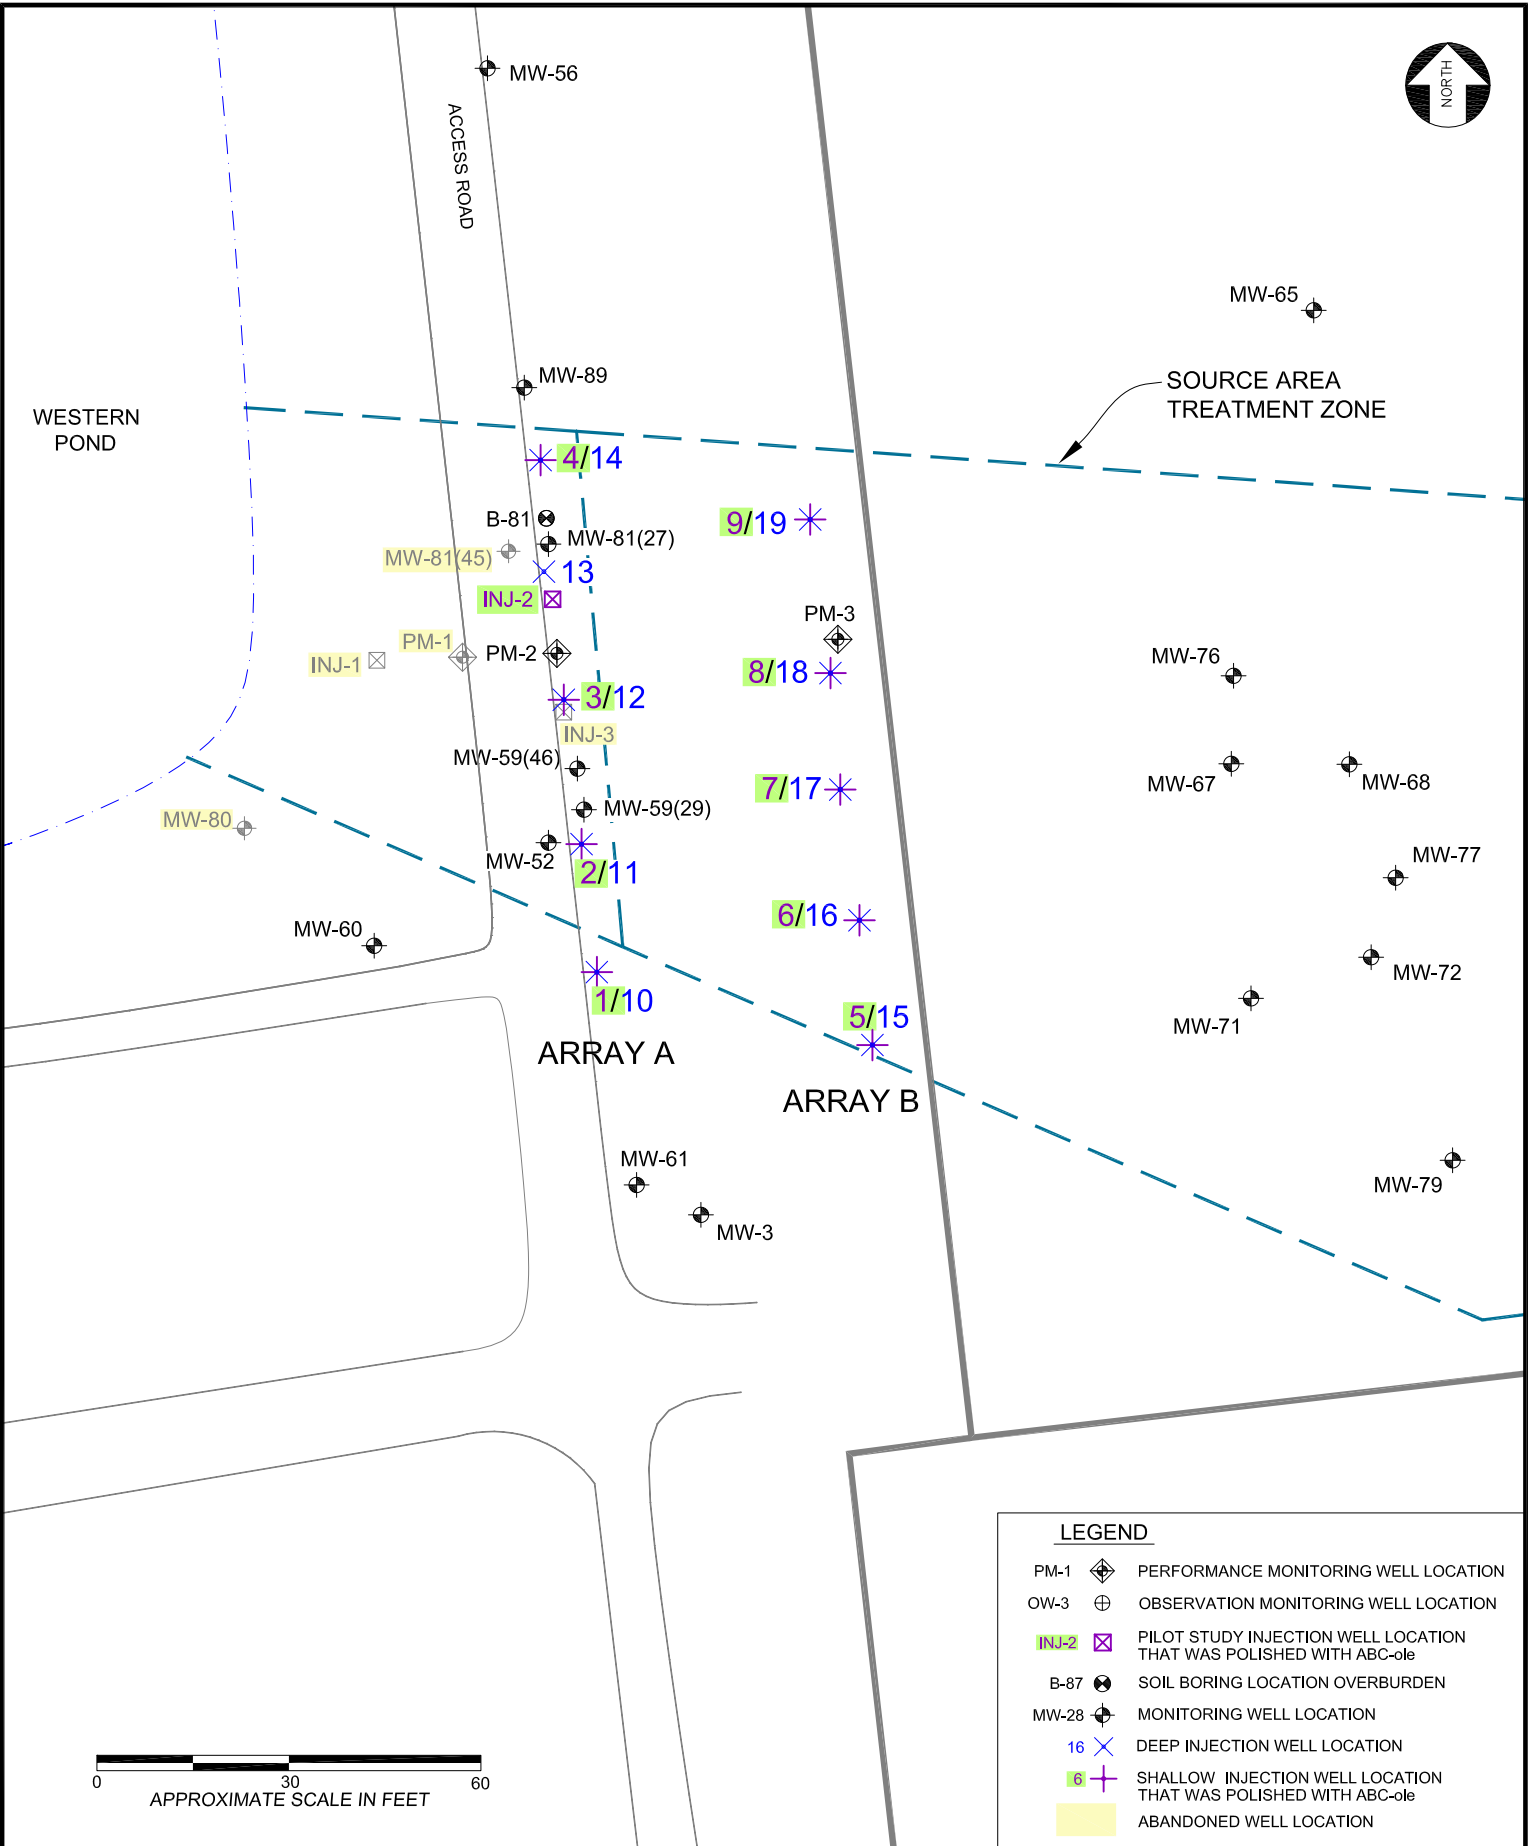 MW-56
NORTH
ACCESS ROAD
MW-65
SOURCE AREA
TREATMENT ZONE
MW-89
WESTERN
POND
4/14
B-81
9/19
MW-81(27)
MW-81(45)
13
INJ-2
PM-3
PM-1
PM-2
INJ-1
MW-76
8/18
3/12
INJ-3
MW-59(46)
MW-67
MW-68
7/17
MW-59(29)
MW-80
MW-52
MW-77
2/11
6/16
MW-60
MW-72
1/10
5/15
MW-71
ARRAY A
ARRAY B
MW-61
MW-79
MW-3
LEGEND
PM-1 PERFORMANCE MONITORING WELL LOCATION
OW-3 OBSERVATION MONITORING WELL LOCATION
INJ-2 PILOT STUDY INJECTION WELL LOCATION
THAT WAS POLISHED WITH ABC-ole
B-87 SOIL BORING LOCATION OVERBURDEN
MW-28 MONITORING WELL LOCATION
16 DEEP INJECTION WELL LOCATION
6 SHALLOW INJECTION WELL LOCATION
THAT WAS POLISHED WITH ABC-ole
ABANDONED WELL LOCATION
0 30 60
APPROXIMATE SCALE IN FEET